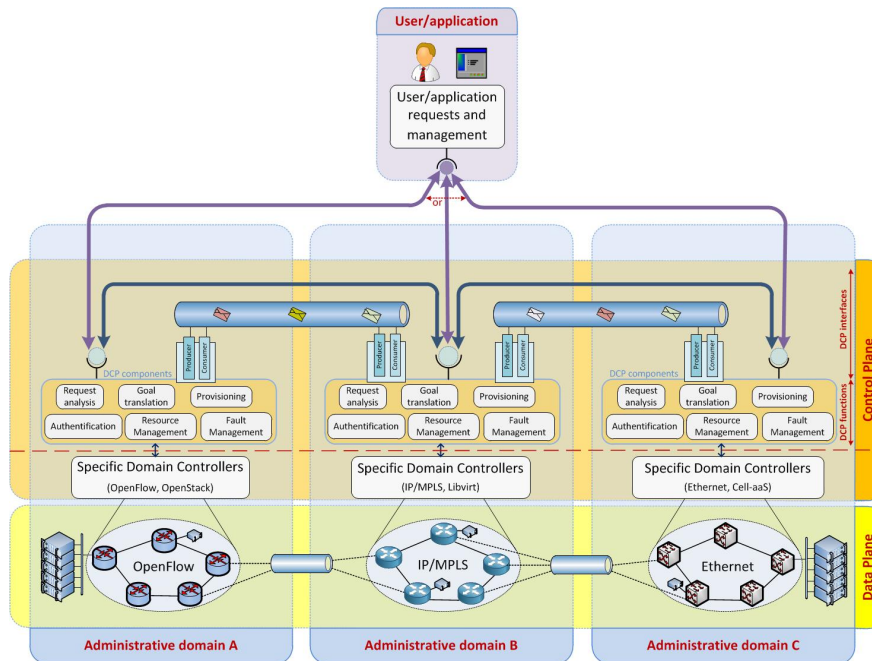 User/application
User/application
requests and
management
or
Producer
Consumer
Producer
Consumer
Producer
Consumer
Producer
Consumer
DCP interfaces
DCP components
Request
analysis
Goal
translation
Provisioning
Authentification
Resource
Management
Fault
Management
DCP components
Request
analysis
Goal
translation
Provisioning
Authentification
Resource
Management
Fault
Management
DCP components
Request
analysis
Goal
translation
Provisioning
Authentification
Resource
Management
Fault
Management
DCP functions
Control Plane
Specific Domain Controllers
(OpenFlow, OpenStack)
Specific Domain Controllers
(IP/MPLS, Libvirt)
Specific Domain Controllers
(Ethernet, Cell-aaS)
OpenFlow
IP/MPLS
Ethernet
Data Plane
Administrative domain A
Administrative domain B
Administrative domain C